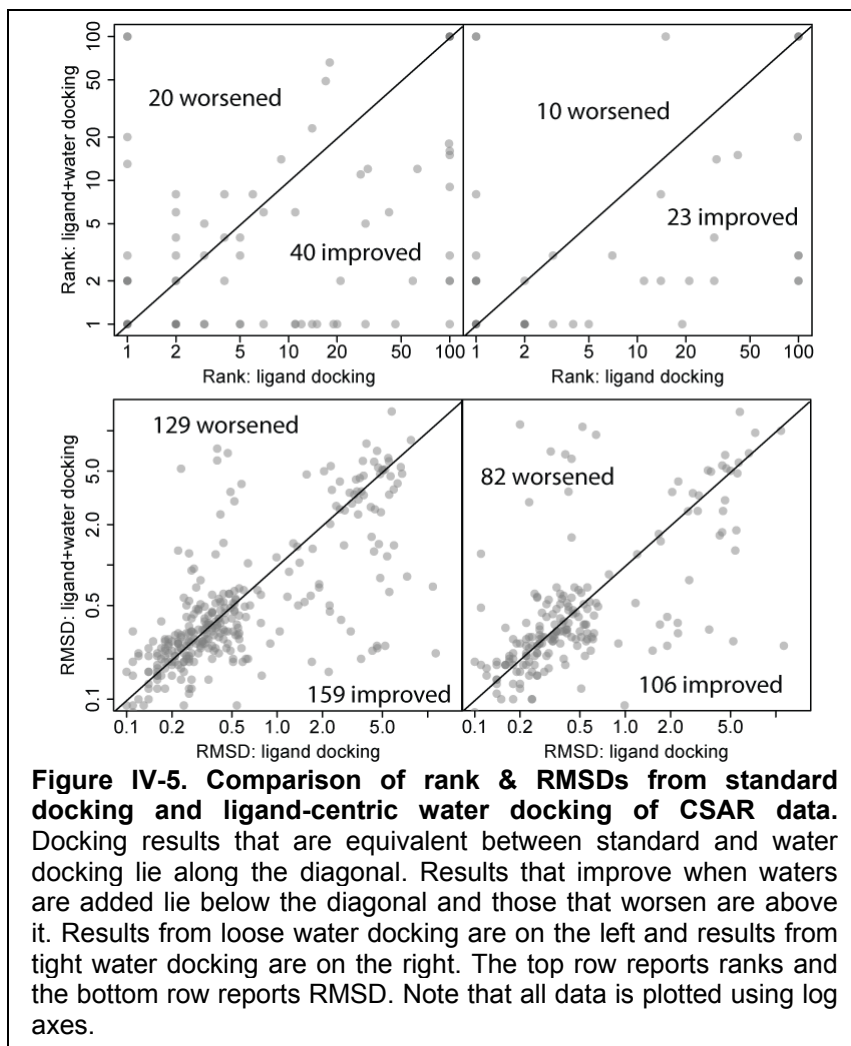 100
50
20
10
5
2
1
Rank: ligand+water docking
20 worsened
40 improved
10 worsened
23 improved
1 2 5 10 20 50 100
Rank: ligand docking
1 2 5 10 20 50 100
Rank: ligand docking
5.0
2.0
0.5
0.1
RMSD: ligand+water docking
129 worsened
159 improved
82 worsened
106 improved
0.1 0.2 0.5 1.0 2.0 5.0
RMSD: ligand docking
0.1 0.2 0.5 1.0 2.0 5.0
RMSD: ligand docking
Figure IV-5. Comparison of rank & RMSDs from standard
docking and ligand-centric water docking of CSAR data.
Docking results that are equivalent between standard and water
docking lie along the diagonal. Results that improve when waters
are added lie below the diagonal and those that worsen are above
it. Results from loose water docking are on the left and results from
tight water docking are on the right. The top row reports ranks and
the bottom row reports RMSD. Note that all data is plotted using log
axes.